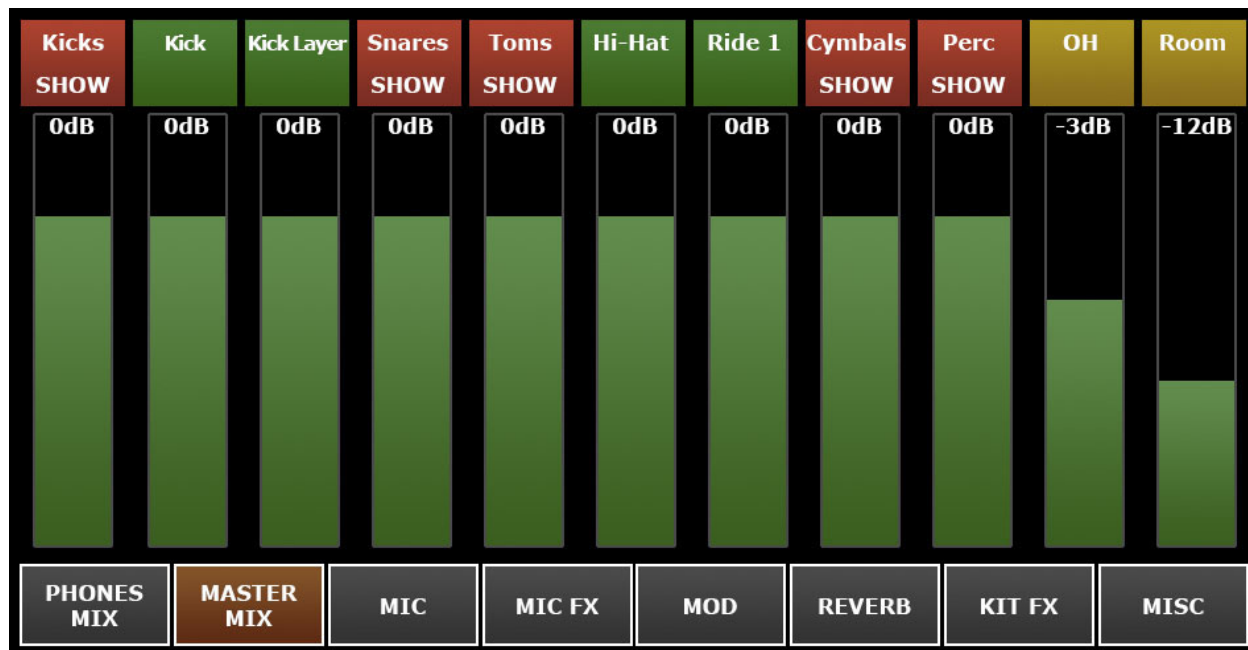 Kicks Kick Kick Layer Snares Toms Hi-Hat Ride 1 Cymbals Perc OH Room
SHOW SHOW SHOW SHOW SHOW
0dB 0dB 0dB 0dB 0dB 0dB 0dB 0dB 0dB -3dB -12dB
PHONES MASTER MIC MIC FX MOD REVERB KIT FX MISC
MIX MIX